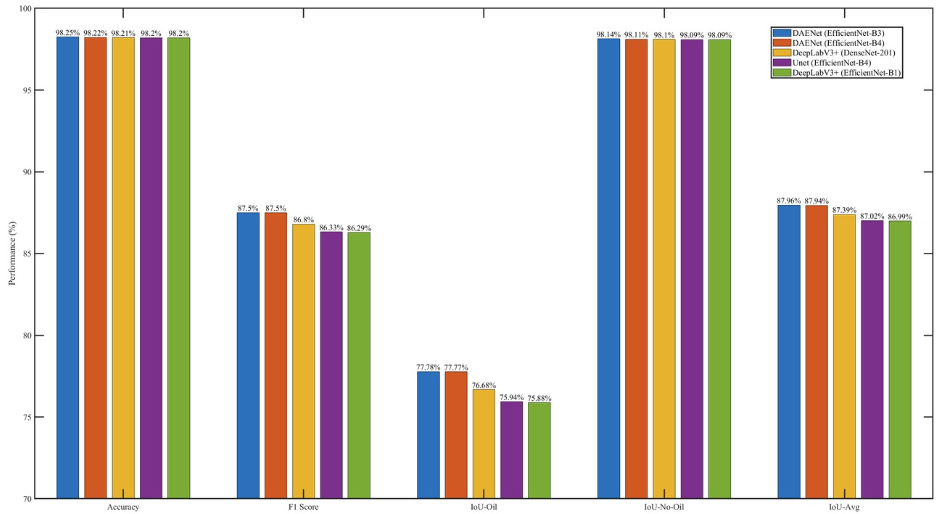 100
95
90
85
80
75
70
Performance (%)
98.25%
98.22%
98.21%
98.2%
98.2%
87.5%
87.5%
86.8%
86.33%
86.29%
77.78%
77.77%
76.68%
75.94%
75.88%
98.14%
98.11%
98.1%
98.09%
98.09%
87.96%
87.94%
87.39%
87.02%
86.99%
DAENet (EfficientNet-B3)
DAENet (EfficientNet-B4)
DeepLabV3+ (DenseNet-201)
Unet (EfficientNet-B4)
DeepLabV3+ (EfficientNet-B1)
Accuracy
F1 Score
IoU-Oil
IoU-No-Oil
IoU-Avg